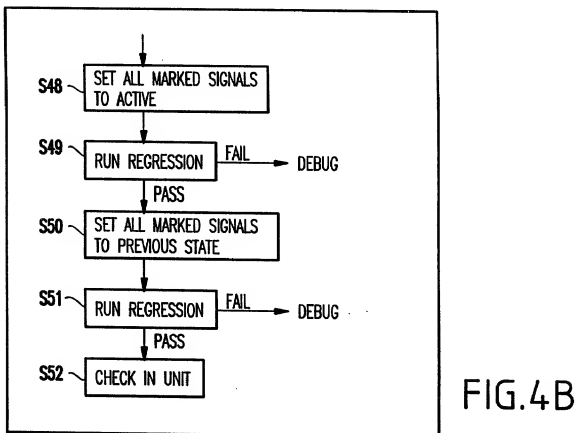 S48
SET ALL MARKED SIGNALS
TO ACTIVE
S49
RUN REGRESSION
FAIL
DEBUG
PASS
S50
SET ALL MARKED SIGNALS
TO PREVIOUS STATE
S51
RUN REGRESSION
FAIL
DEBUG
PASS
S52
CHECK IN UNIT
FIG.4B